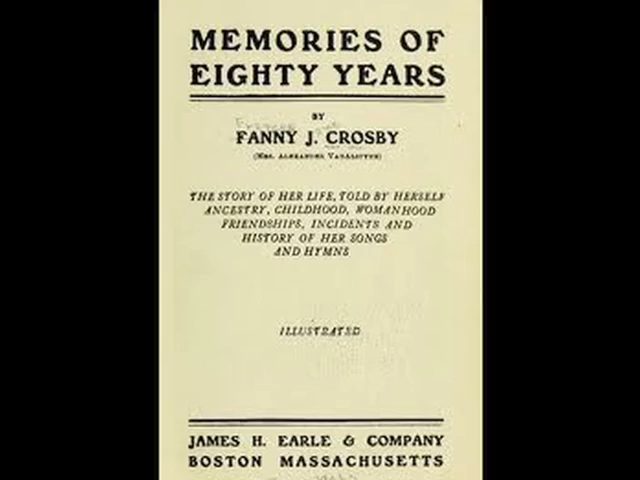 MEMORIES OF
EIGHTY YEARS
BY
FANNY J. CROSBY
(MRS. ALEXANDER VANALSTYNE)
THE STORY OF HER LIFE, TOLD BY HERSELF
ANCESTRY, CHILDHOOD, WOMANHOOD
FRIENDSHIPS, INCIDENTS AND
HISTORY OF HER SONGS
AND HYMNS
ILLUSTRATED
JAMES H. EARLE & COMPANY
BOSTON MASSACHUSETTS